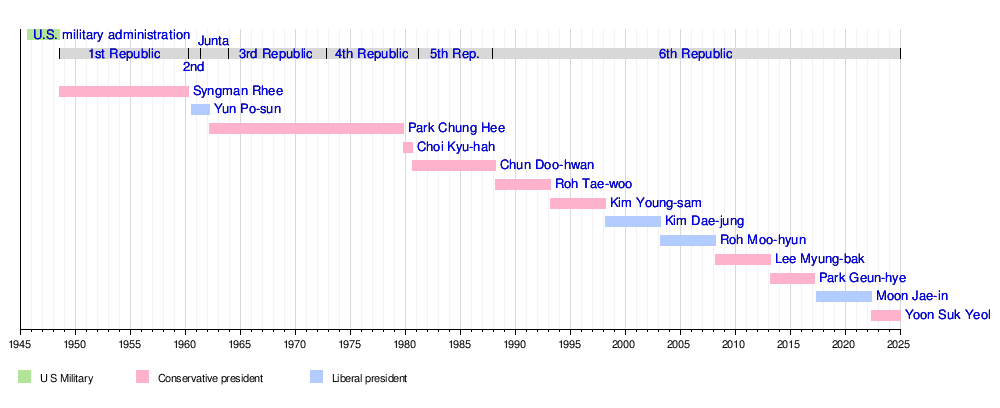 U.S. military administration
Junta
1st Republic 3rd Republic 4th Republic 5th Rep. 6th Republic
2nd
Syngman Rhee
Yun Po-sun
Park Chung Hee
Choi Kyu-hah
Chun Doo-hwan
Roh Tae-woo
Kim Young-sam
Kim Dae-jung
Roh Moo-hyun
Lee Myung-bak
Park Geun-hye
Moon Jae-in
Yoon Suk Yeol
1945 1950 1955 1960 1965 1970 1975 1980 1985 1990 1995 2000 2005 2010 2015 2020 2025
U S Military Conservative president Liberal president